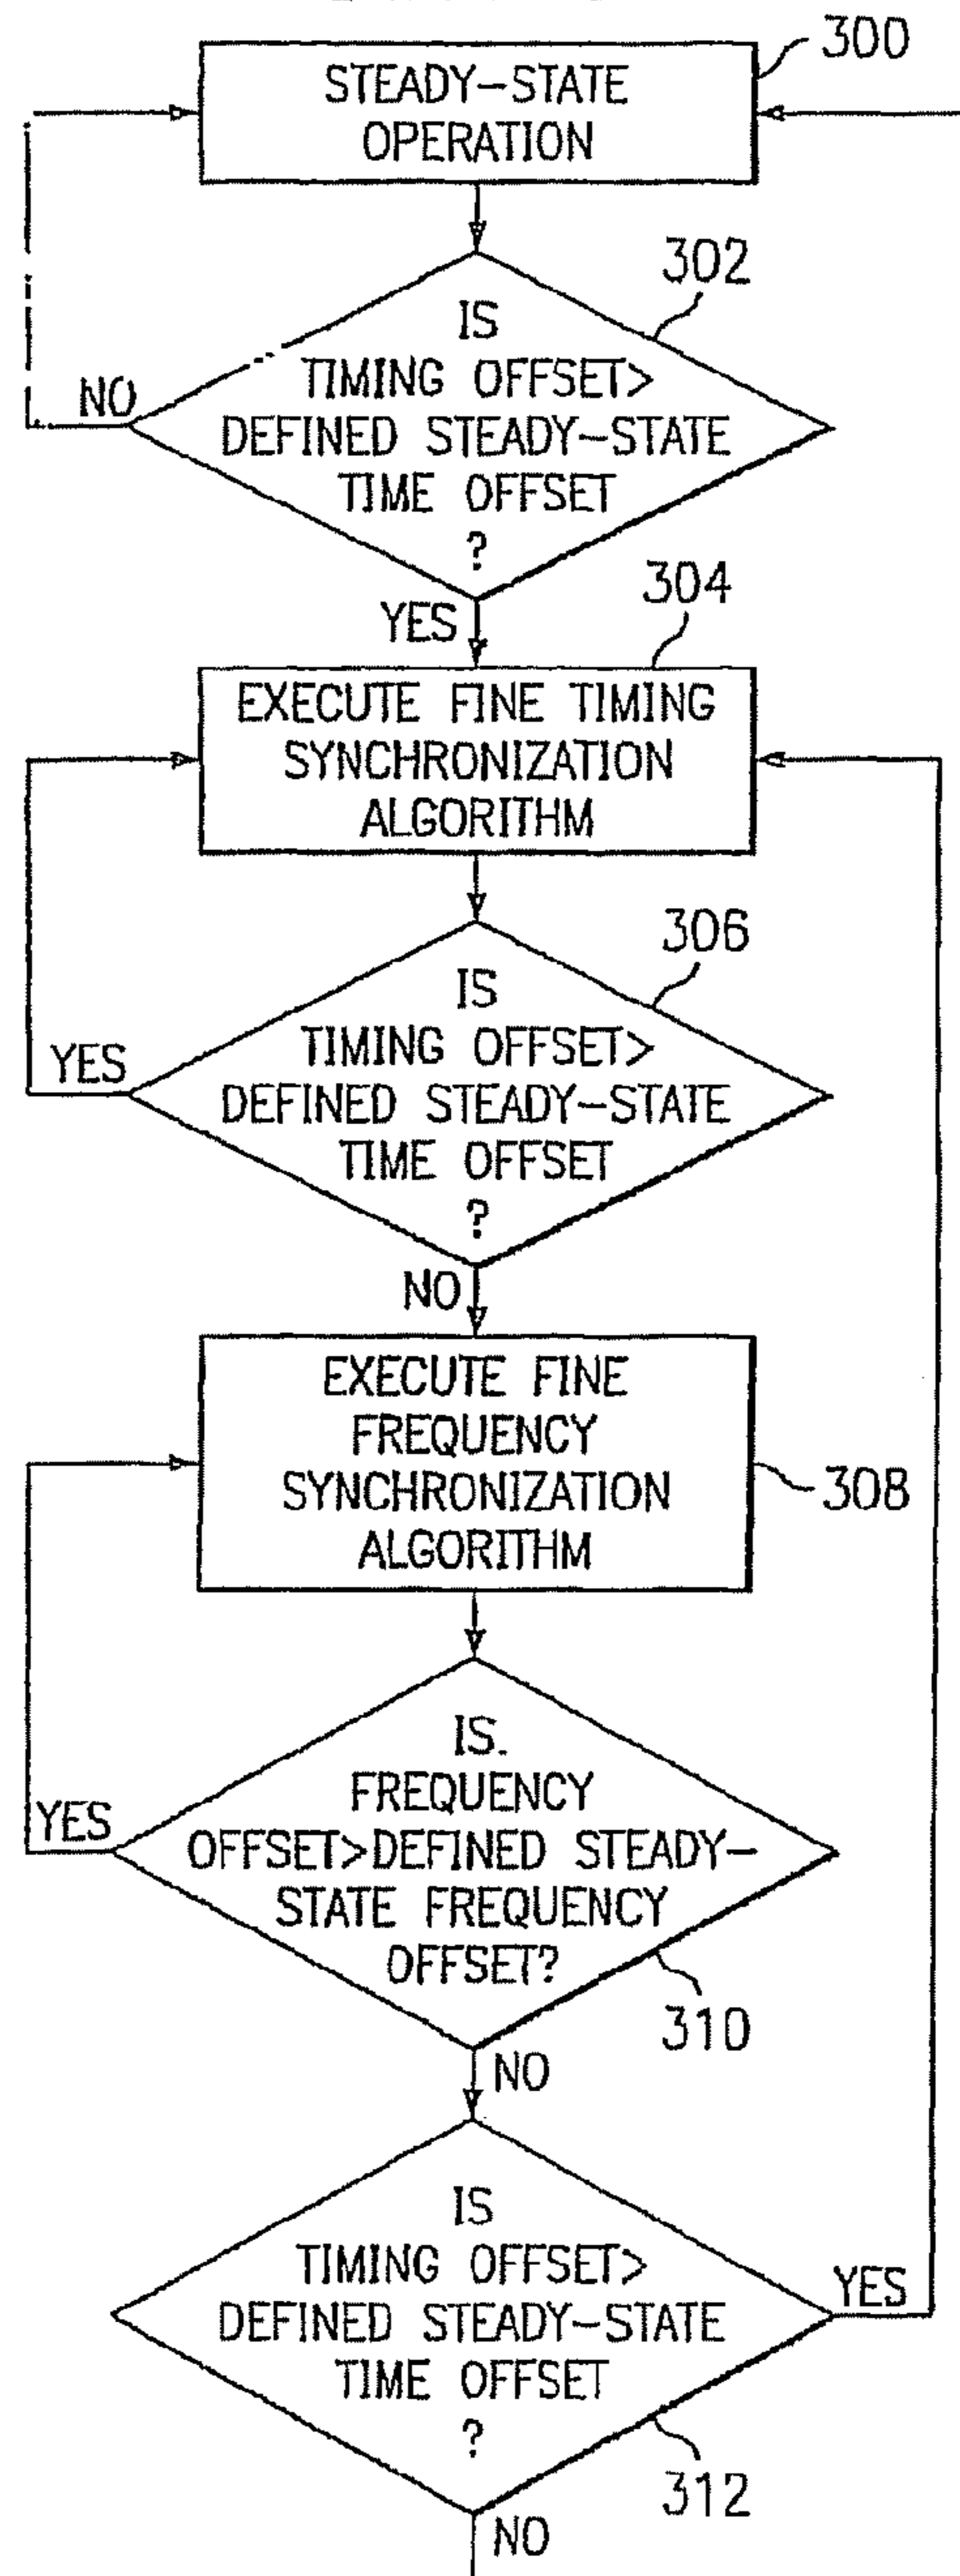 300
STEADY-STATE
OPERATION
302
IS
TIMING OFFSET>
DEFINED STEADY-STATE
TIME OFFSET
?
NO
YES
304
EXECUTE FINE TIMING
SYNCHRONIZATION
ALGORITHM
306
IS
TIMING OFFSET>
DEFINED STEADY-STATE
TIME OFFSET
?
YES
NO
EXECUTE FINE
FREQUENCY
SYNCHRONIZATION
ALGORITHM
308
IS.
FREQUENCY
OFFSET>DEFINED STEADY-
STATE FREQUENCY
OFFSET?
YES
310
NO
IS
TIMING OFFSET>
DEFINED STEADY-STATE
TIME OFFSET
?
YES
312
NO